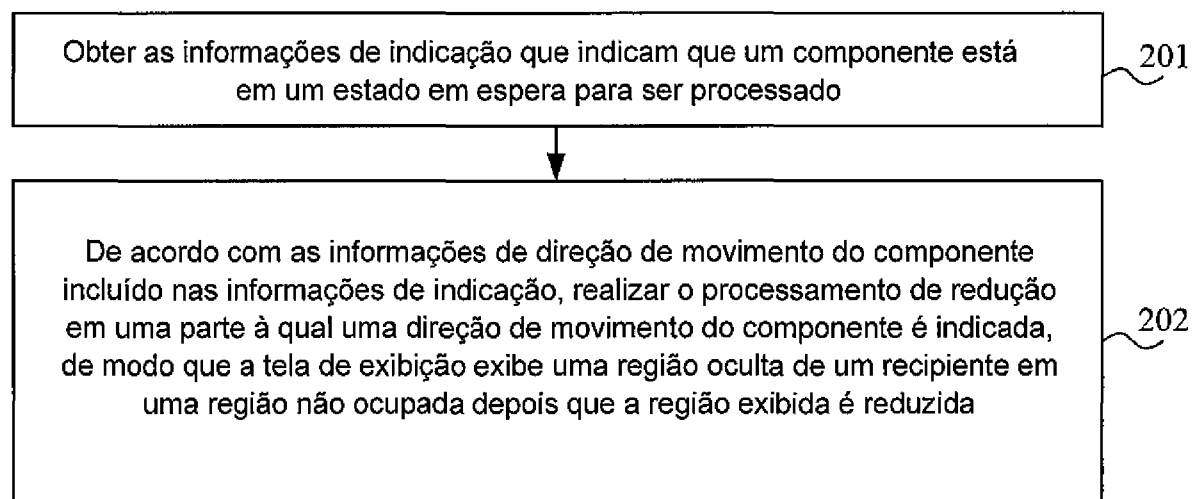 Obter as informações de indicação que indicam que um componente está
em um estado em espera para ser processado
201
De acordo com as informações de direção de movimento do componente
incluído nas informações de indicação, realizar o processamento de redução
em uma parte à qual uma direção de movimento do componente é indicada,
de modo que a tela de exibição exibe uma região oculta de um recipiente em
uma região não ocupada depois que a região exibida é reduzida
202